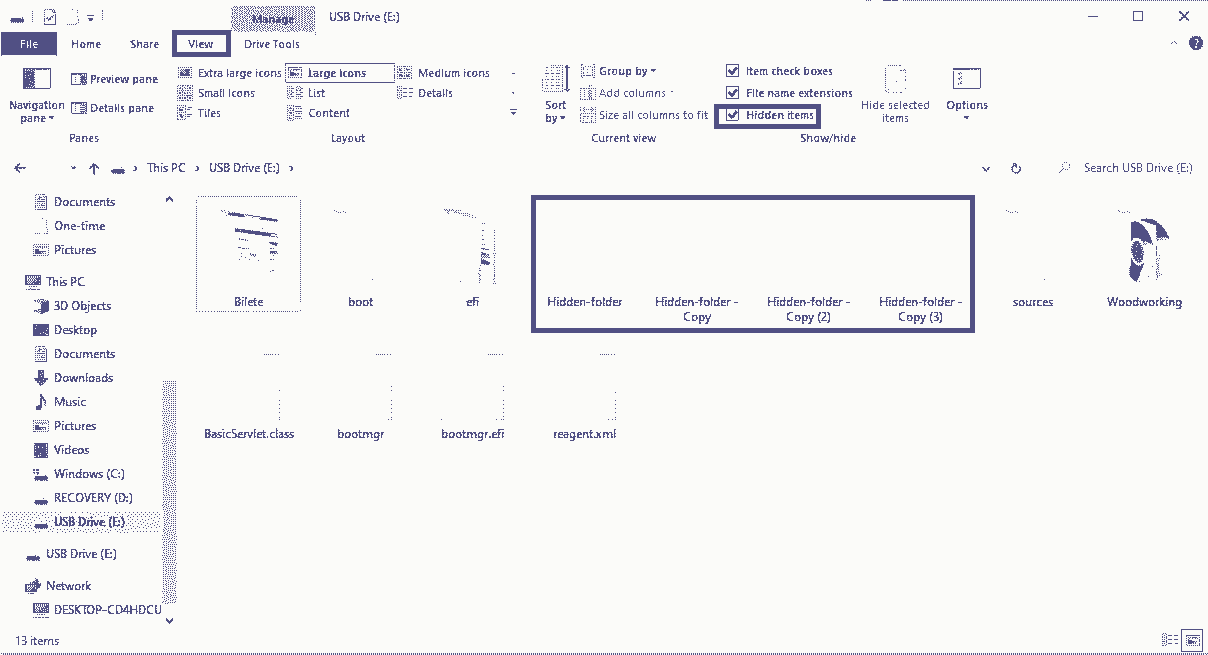 Manage USB Drive (E:)
File Home Share View Drive Tools
Extra large icons Large icons Medium icons
Small icons List Details
Tiles Content
Navigation pane
Preview pane
Details pane
Panes
Layout
Sort by
Group by
Add columns
Size all columns to fit
Current view
Item check boxes
File name extensions
Hidden items
Hide selected items
Show/hide
Options
This PC USB Drive (E:)
Search USB Drive (E:)
Documents
One-time
Pictures
This PC
3D Objects
Desktop
Documents
Downloads
Music
Pictures
Videos
Windows (C:)
RECOVERY (D:)
USB Drive (E:)
USB Drive (E:)
Network
DESKTOP-CD4HDCU
Bilete boot efi Hidden-folder Hidden-folder - Copy Hidden-folder - Copy (2) Hidden-folder - Copy (3) sources Woodworking
BasicServlet.class bootmgr bootmgr.efi reagent.xml
13 items